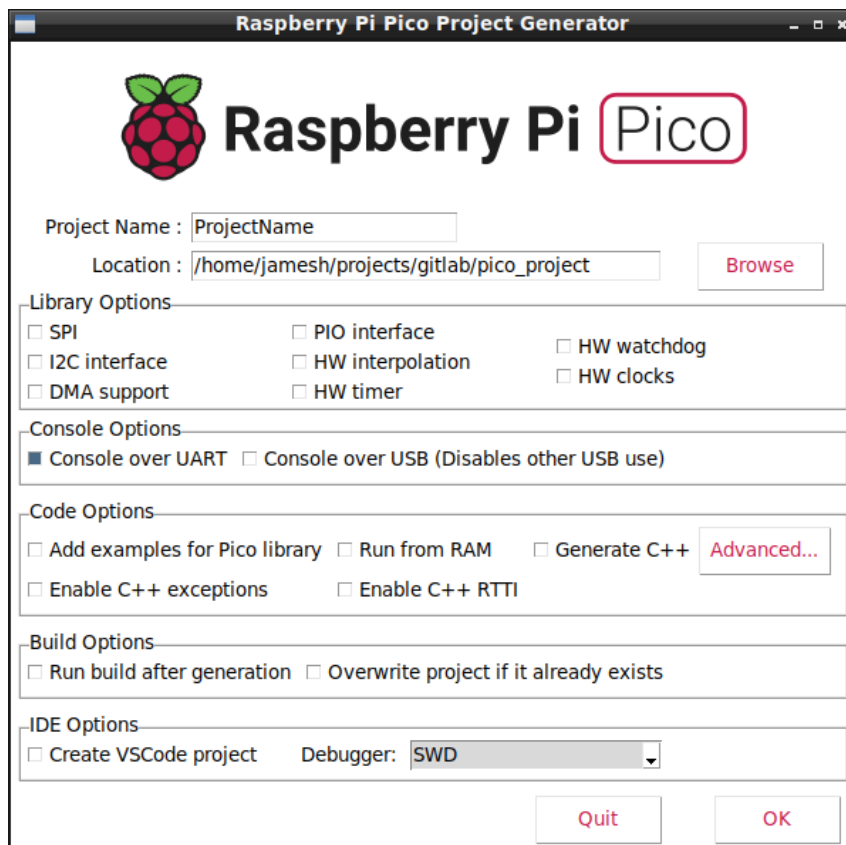 Raspberry Pi Pico Project Generator
Raspberry Pi Pico
Project Name : ProjectName
Location : /home/jamesh/projects/gitlab/pico_project Browse
Library Options
SPI PIO interface HW watchdog
I2C interface HW interpolation HW clocks
DMA support HW timer
Console Options
Console over UART Console over USB (Disables other USB use)
Code Options
Add examples for Pico library Run from RAM Generate C++ Advanced...
Enable C++ exceptions Enable C++ RTTI
Build Options
Run build after generation Overwrite project if it already exists
IDE Options
Create VSCode project Debugger: SWD
Quit OK